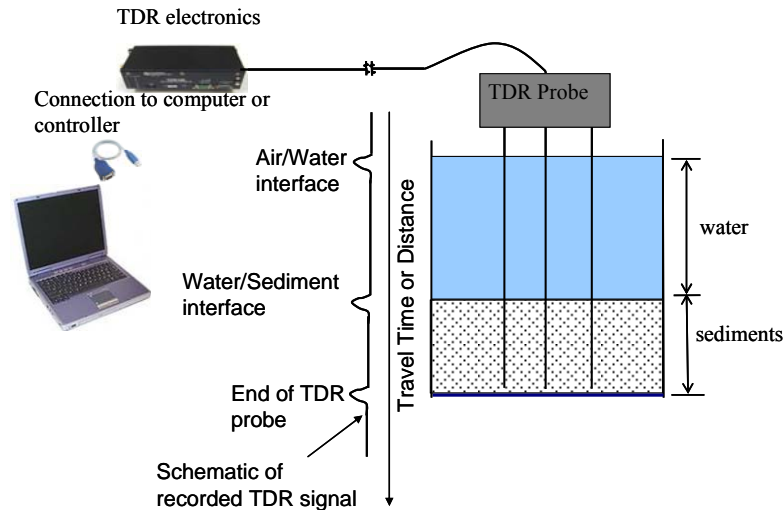 TDR electronics
Connection to computer or
controller
TDR Probe
Air/Water
interface
Water/Sediment
interface
End of TDR
probe
Schematic of
recorded TDR signal
Travel Time or Distance
water
sediments